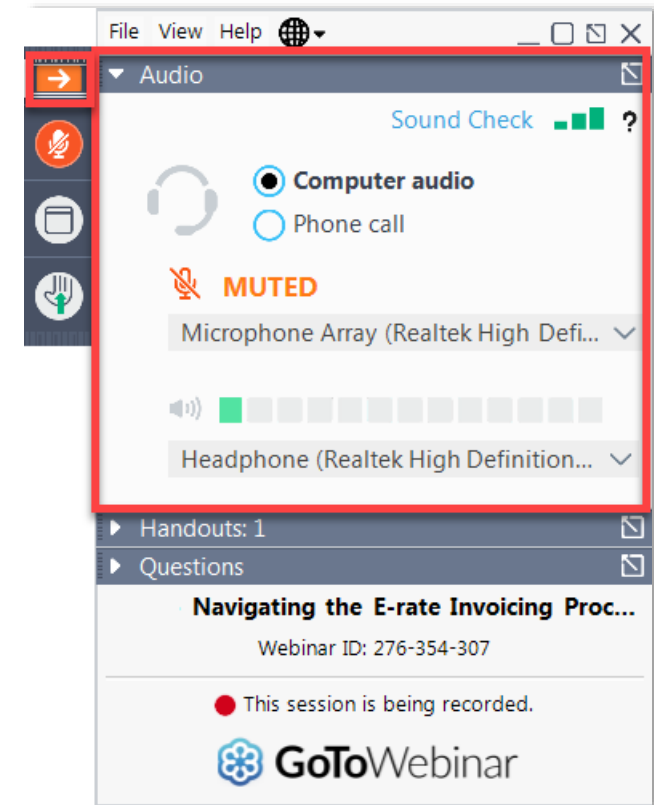 File View Help
Audio
Sound Check ?
Computer audio
Phone call
MUTED
Microphone Array (Realtek High Defi...
Headphone (Realtek High Definition...
Handouts: 1
Questions
Navigating the E-rate Invoicing Proc...
Webinar ID: 276-354-307
This session is being recorded.
GoToWebinar